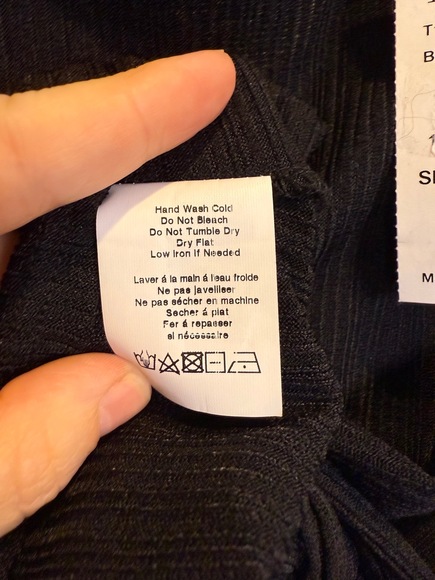 Hand Wash Cold
Do Not Bleach
Do Not Tumble Dry
Dry Flat
Low Iron If Needed
Laver á la main á l'eau froide
Ne pas javelliser
Ne pas sécher en machine
Secher á plat
Fer á repasser
si nécessaire
T
B
S
M